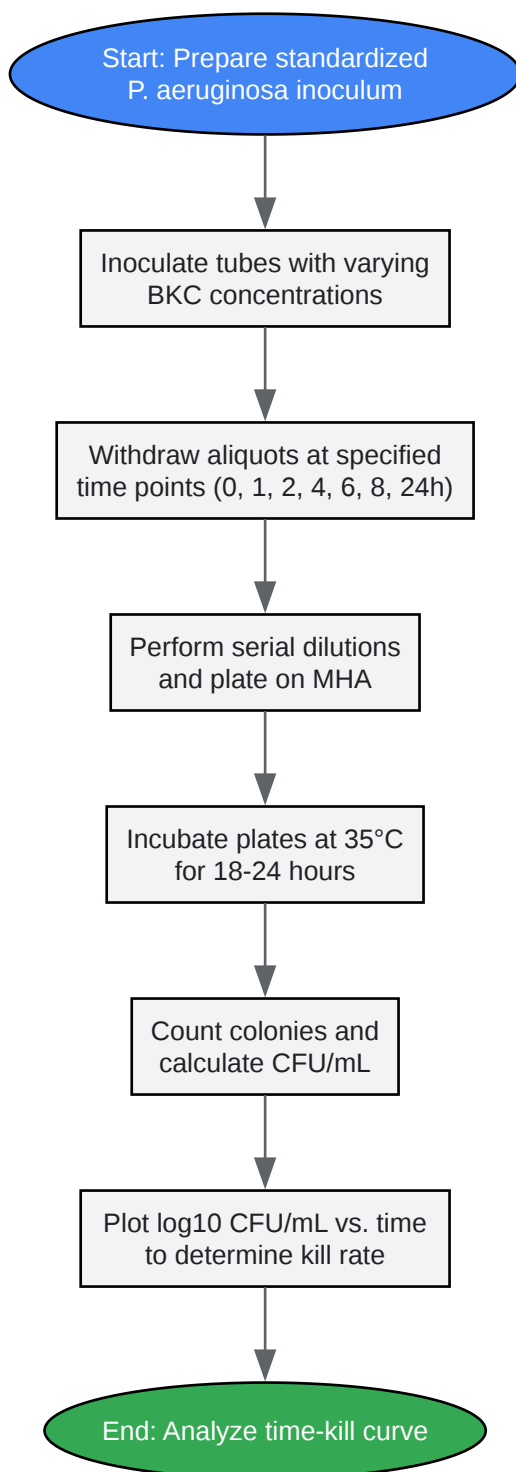 Start: Prepare standardized
P. aeruginosa inoculum
Inoculate tubes with varying
BKC concentrations
Withdraw aliquots at specified
time points (0, 1, 2, 4, 6, 8, 24h)
Perform serial dilutions
and plate on MHA
Incubate plates at 35°C
for 18-24 hours
Count colonies and
calculate CFU/mL
Plot log10 CFU/mL vs. time
to determine kill rate
End: Analyze time-kill curve